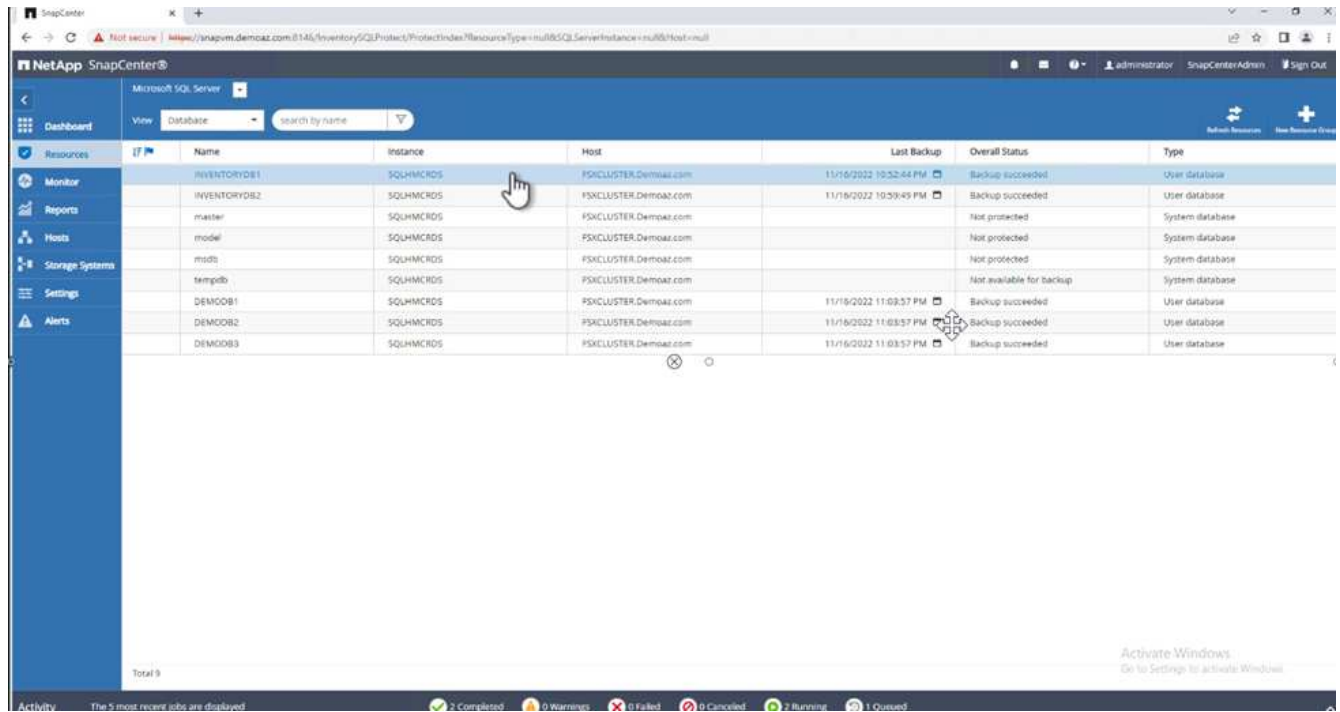 SnapCenter
Not secure | https://snapvm.demoaz.com:8146/InventorySQLProtect/ProtectIndex?ResourceType=null&SQLServerInstance=null&Host=null
NetApp SnapCenter®
administrator SnapCenterAdmin Sign Out
Microsoft SQL Server
View Database search by name
Refresh Resources New Resource Group
Dashboard
Resources
Monitor
Reports
Hosts
Storage Systems
Settings
Alerts
Name Instance Host Last Backup Overall Status Type
INVENTORYDB1 SQLHMCRDS FSXCLUSTER.Demoaz.com 11/16/2022 10:52:44 PM Backup succeeded User database
INVENTORYDB2 SQLHMCRDS FSXCLUSTER.Demoaz.com 11/16/2022 10:59:45 PM Backup succeeded User database
master SQLHMCRDS FSXCLUSTER.Demoaz.com Not protected System database
model SQLHMCRDS FSXCLUSTER.Demoaz.com Not protected System database
msdb SQLHMCRDS FSXCLUSTER.Demoaz.com Not protected System database
tempdb SQLHMCRDS FSXCLUSTER.Demoaz.com Not available for backup System database
DEMODB1 SQLHMCRDS FSXCLUSTER.Demoaz.com 11/16/2022 11:03:57 PM Backup succeeded User database
DEMODB2 SQLHMCRDS FSXCLUSTER.Demoaz.com 11/16/2022 11:03:57 PM Backup succeeded User database
DEMODB3 SQLHMCRDS FSXCLUSTER.Demoaz.com 11/16/2022 11:03:57 PM Backup succeeded User database
Total 9
Activate Windows
Go to Settings to activate Windows.
Activity The 5 most recent jobs are displayed 2 Completed 0 Warnings 0 Failed 0 Canceled 2 Running 1 Queued